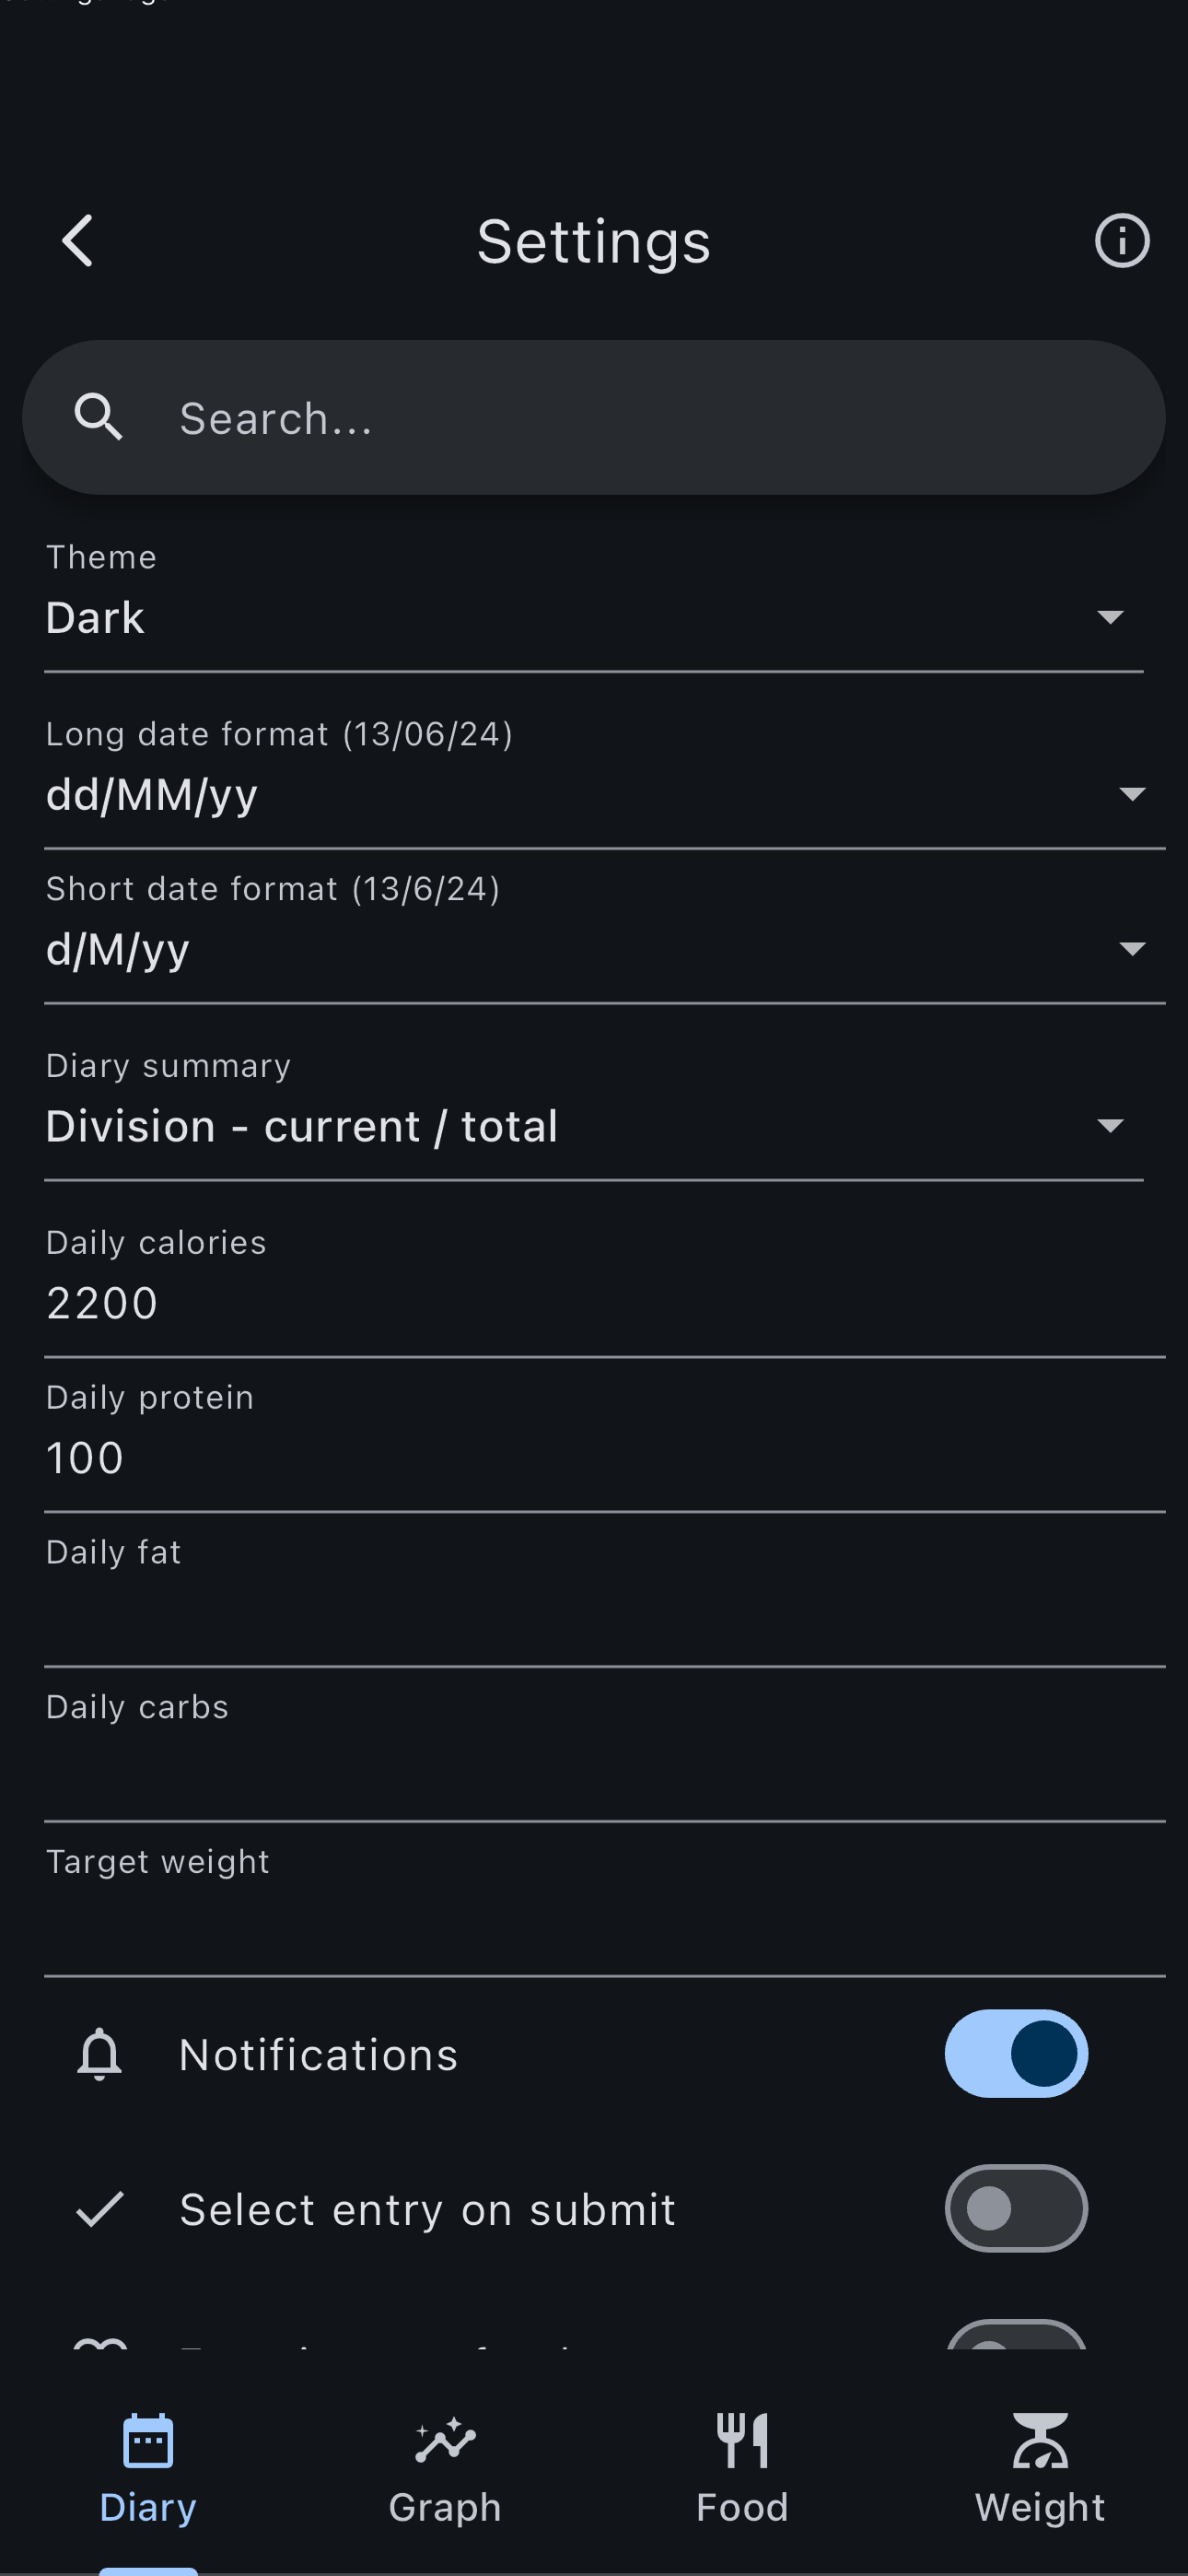 Settings
Search...
Theme
Dark
Long date format (13/06/24)
dd/MM/yy
Short date format (13/6/24)
d/M/yy
Diary summary
Division - current / total
Daily calories
2200
Daily protein
100
Daily fat
Daily carbs
Target weight
Notifications
Select entry on submit
Diary
Graph
Food
Weight